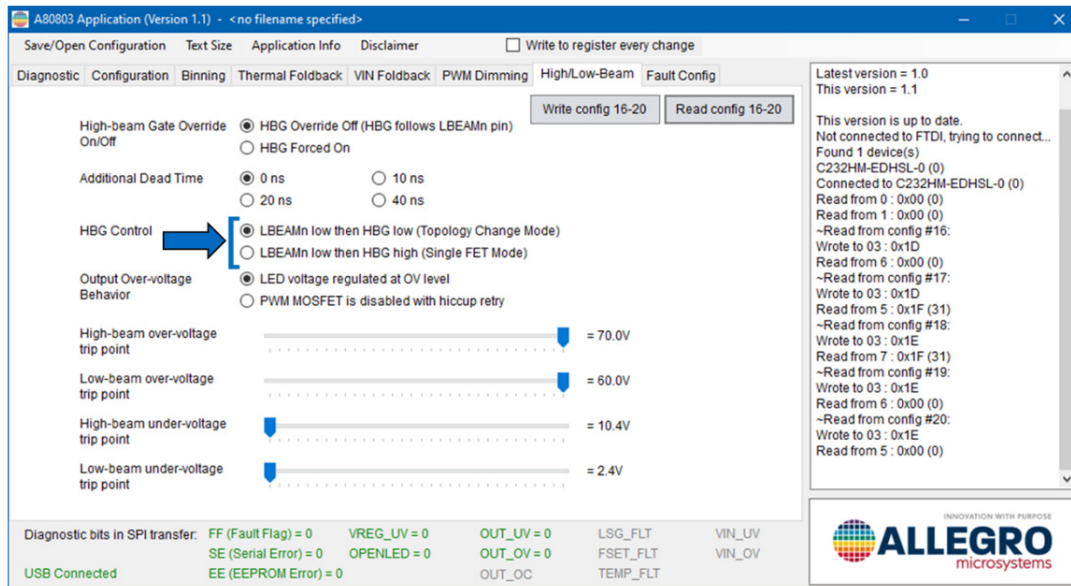 A80803 Application (Version 1.1) - <no filename specified>
Save/Open Configuration Text Size Application Info Disclaimer Write to register every change
Diagnostic Configuration Binning Thermal Foldback VIN Foldback PWM Dimming High/Low-Beam Fault Config
Write config 16-20 Read config 16-20
High-beam Gate Override
On/Off
HBG Override Off (HBG follows LBEAMn pin)
HBG Forced On
Additional Dead Time
0 ns 10 ns
20 ns 40 ns
HBG Control
LBEAMn low then HBG low (Topology Change Mode)
LBEAMn low then HBG high (Single FET Mode)
Output Over-voltage
Behavior
LED voltage regulated at OV level
PWM MOSFET is disabled with hiccup retry
High-beam over-voltage
trip point
= 70.0V
Low-beam over-voltage
trip point
= 60.0V
High-beam under-voltage
trip point
= 10.4V
Low-beam under-voltage
trip point
= 2.4V
Latest version = 1.0
This version = 1.1
This version is up to date.
Not connected to FTDI, trying to connect...
Found 1 device(s)
C232HM-EDHSL-0 (0)
Connected to C232HM-EDHSL-0 (0)
Read from 0 : 0x00 (0)
Read from 1 : 0x00 (0)
~Read from config #16:
Wrote to 03 : 0x1D
Read from 6 : 0x00 (0)
~Read from config #17:
Wrote to 03 : 0x1D
Read from 5 : 0x1F (31)
~Read from config #18:
Wrote to 03 : 0x1E
Read from 7 : 0x1F (31)
~Read from config #19:
Wrote to 03 : 0x1E
Read from 6 : 0x00 (0)
~Read from config #20:
Wrote to 03 : 0x1E
Read from 5 : 0x00 (0)
Diagnostic bits in SPI transfer: FF (Fault Flag) = 0 VREG_UV = 0 OUT_UV = 0 LSG_FLT VIN_UV
SE (Serial Error) = 0 OPENLED = 0 OUT_OV = 0 FSET_FLT VIN_OV
USB Connected EE (EEPROM Error) = 0 OUT_OC TEMP_FLT
INNOVATION WITH PURPOSE
ALLEGRO
microsystems